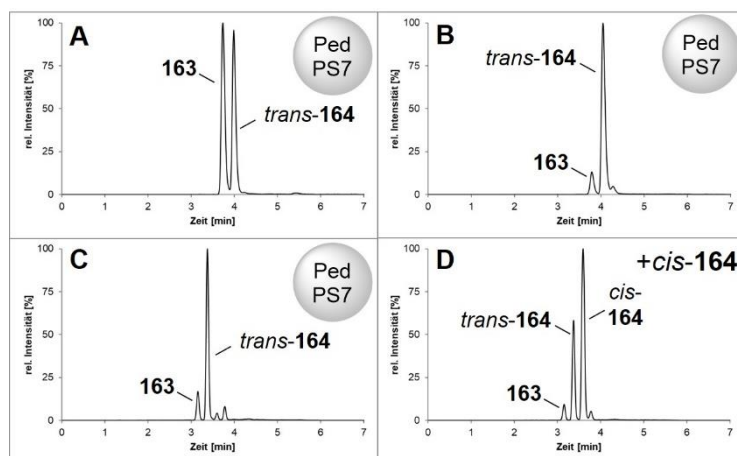 A
Ped
PS7
163
trans-164
rel. Intensität [%]
100
75
50
25
0
0 1 2 3 4 5 6 7
Zeit [min]
B
Ped
PS7
trans-164
163
rel. Intensität [%]
100
75
50
25
0
0 1 2 3 4 5 6 7
Zeit [min]
C
Ped
PS7
trans-164
163
rel. Intensität [%]
100
75
50
25
0
0 1 2 3 4 5 6 7
Zeit [min]
D
+cis-164
trans-164
cis-
164
163
rel. Intensität [%]
100
75
50
25
0
0 1 2 3 4 5 6 7
Zeit [min]